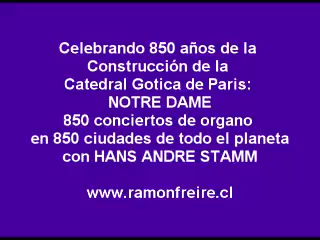 Celebrando 850 años de la
Construcción de la
Catedral Gotica de Paris:
NOTRE DAME
850 conciertos de organo
en 850 ciudades de todo el planeta
con HANS ANDRE STAMM
www.ramonfreire.cl